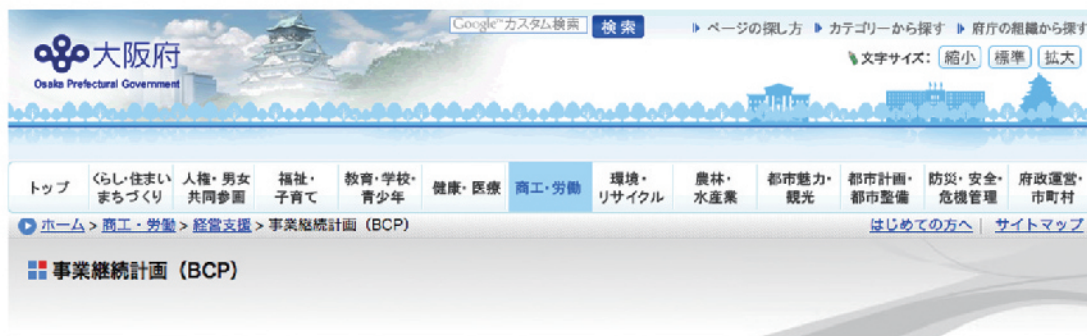 Google™カスタム検索 検索 ページの探し方 カテゴリーから探す 府庁の組織から探す
大阪府
Osaka Prefectural Government
文字サイズ: 縮小 標準 拡大
トップ
くらし・住まい
まちづくり
人権・男女
共同参画
福祉・
子育て
教育・学校・
青少年
健康・医療
商工・労働
環境・
リサイクル
農林・
水産業
都市魅力・
観光
都市計画・
都市整備
防災・安全・
危機管理
府政運営・
市町村
ホーム > 商工・労働 > 経営支援 > 事業継続計画（BCP） はじめての方へ | サイトマップ
事業継続計画（BCP）